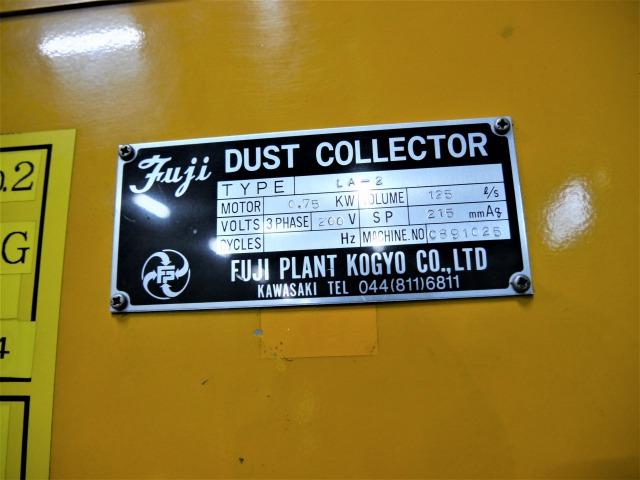 Fuji DUST COLLECTOR
TYPE LA-2
MOTOR 0.75 KW VOLUME 125 ℓ/s
VOLTS 3 PHASE 200 V SP 215 mmAg
CYCLES Hz MACHINE.NO C891025
FUJI PLANT KOGYO CO.,LTD
KAWASAKI TEL 044(811)6811
.2
G
4